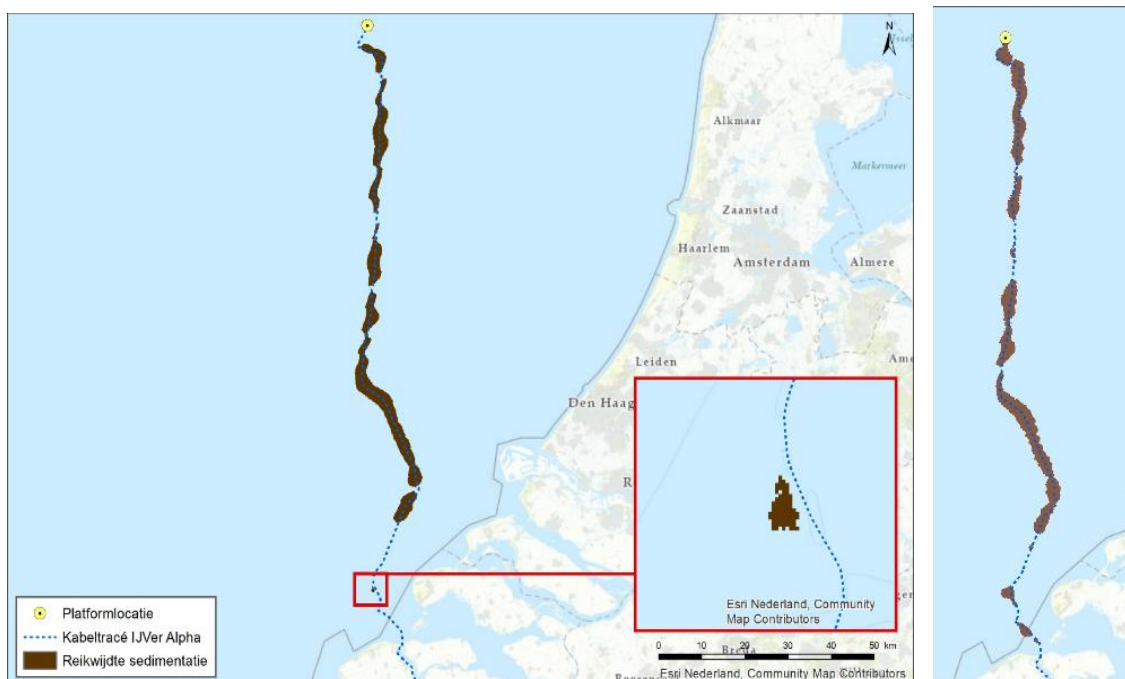 N
Alkmaar
Markermeer
Zaanstad
Haarlem
Amsterdam
Almere
Leiden
Den Haag
R
Esri Nederland, Community
Map Contributors
Breda
0 10 20 30 40 50 km
Esri Nederland, Community Map Contributors
Platformlocatie
Kabeltracé IJVer Alpha
Reikwijdte sedimentatie